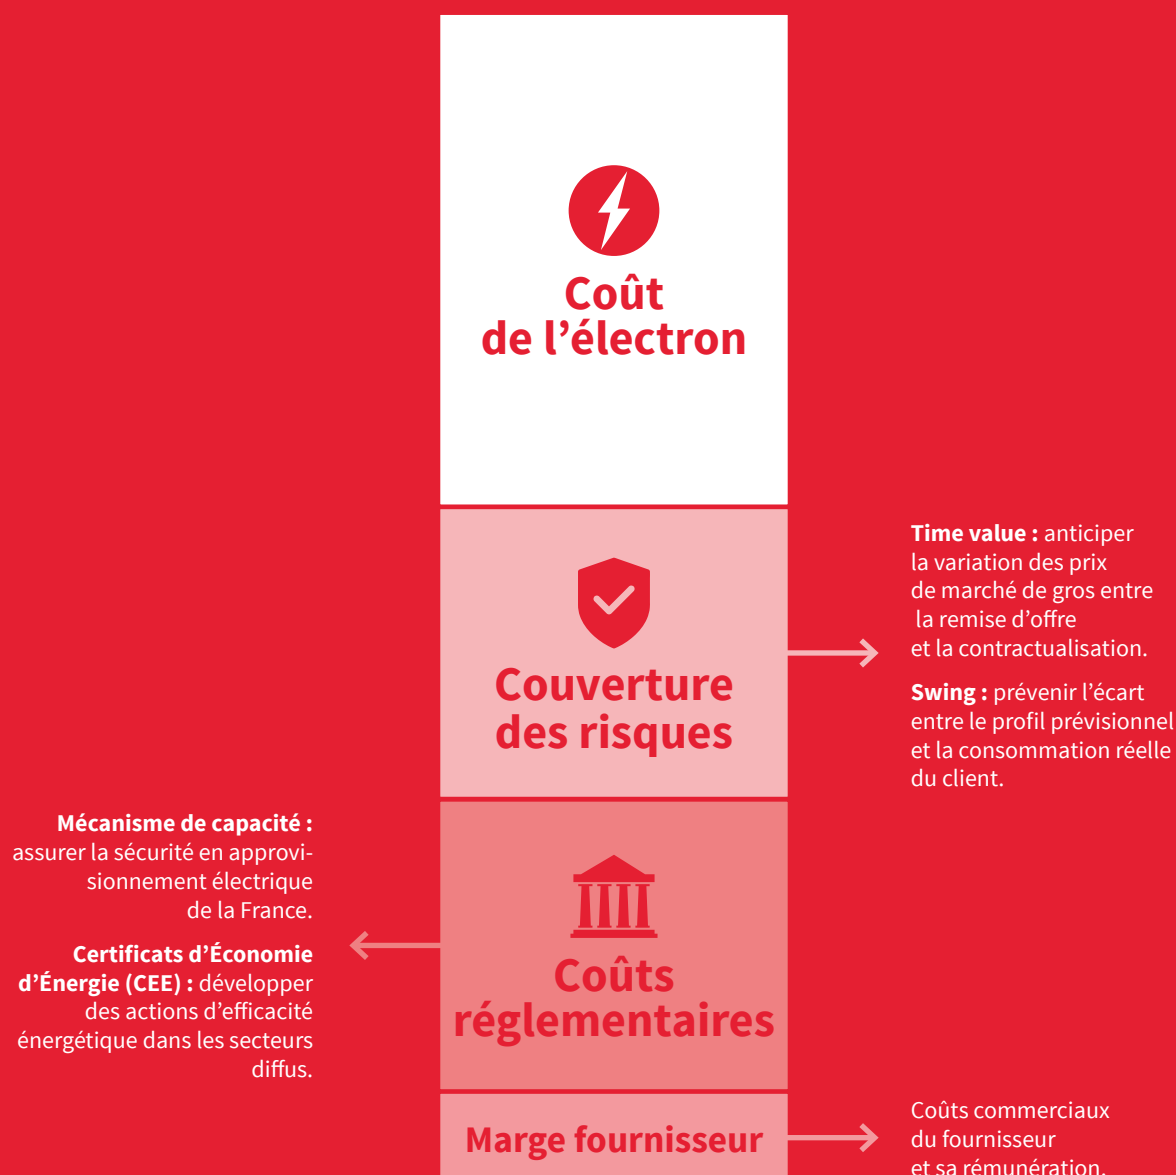 Coût
de l’électron
Couverture
des risques
Time value : anticiper
la variation des prix
de marché de gros entre
la remise d’offre
et la contractualisation.
Swing : prévenir l’écart
entre le profil prévisionnel
et la consommation réelle
du client.
Mécanisme de capacité :
assurer la sécurité en approvi-
sionnement électrique
de la France.
Certificats d’Économie
d’Énergie (CEE) : développer
des actions d’efficacité
énergétique dans les secteurs
diffus.
Coûts
réglementaires
Marge fournisseur
Coûts commerciaux
du fournisseur
et sa rémunération.